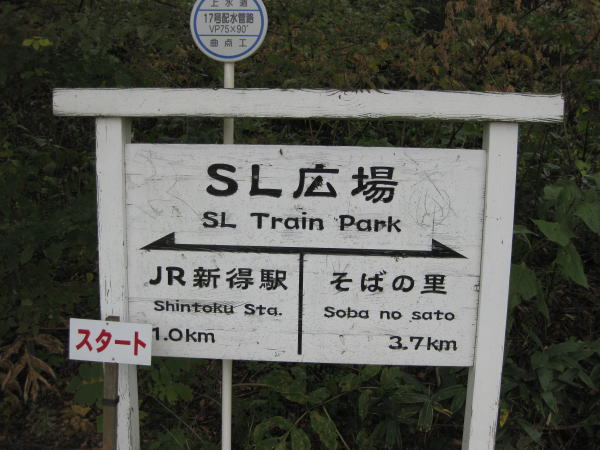 上水道
17号配水管路
VP75×90°
曲点工
SL広場
SL Train Park
JR新得駅
そばの里
Shintoku Sta.
Soba no sato
1.0km
3.7km
スタート